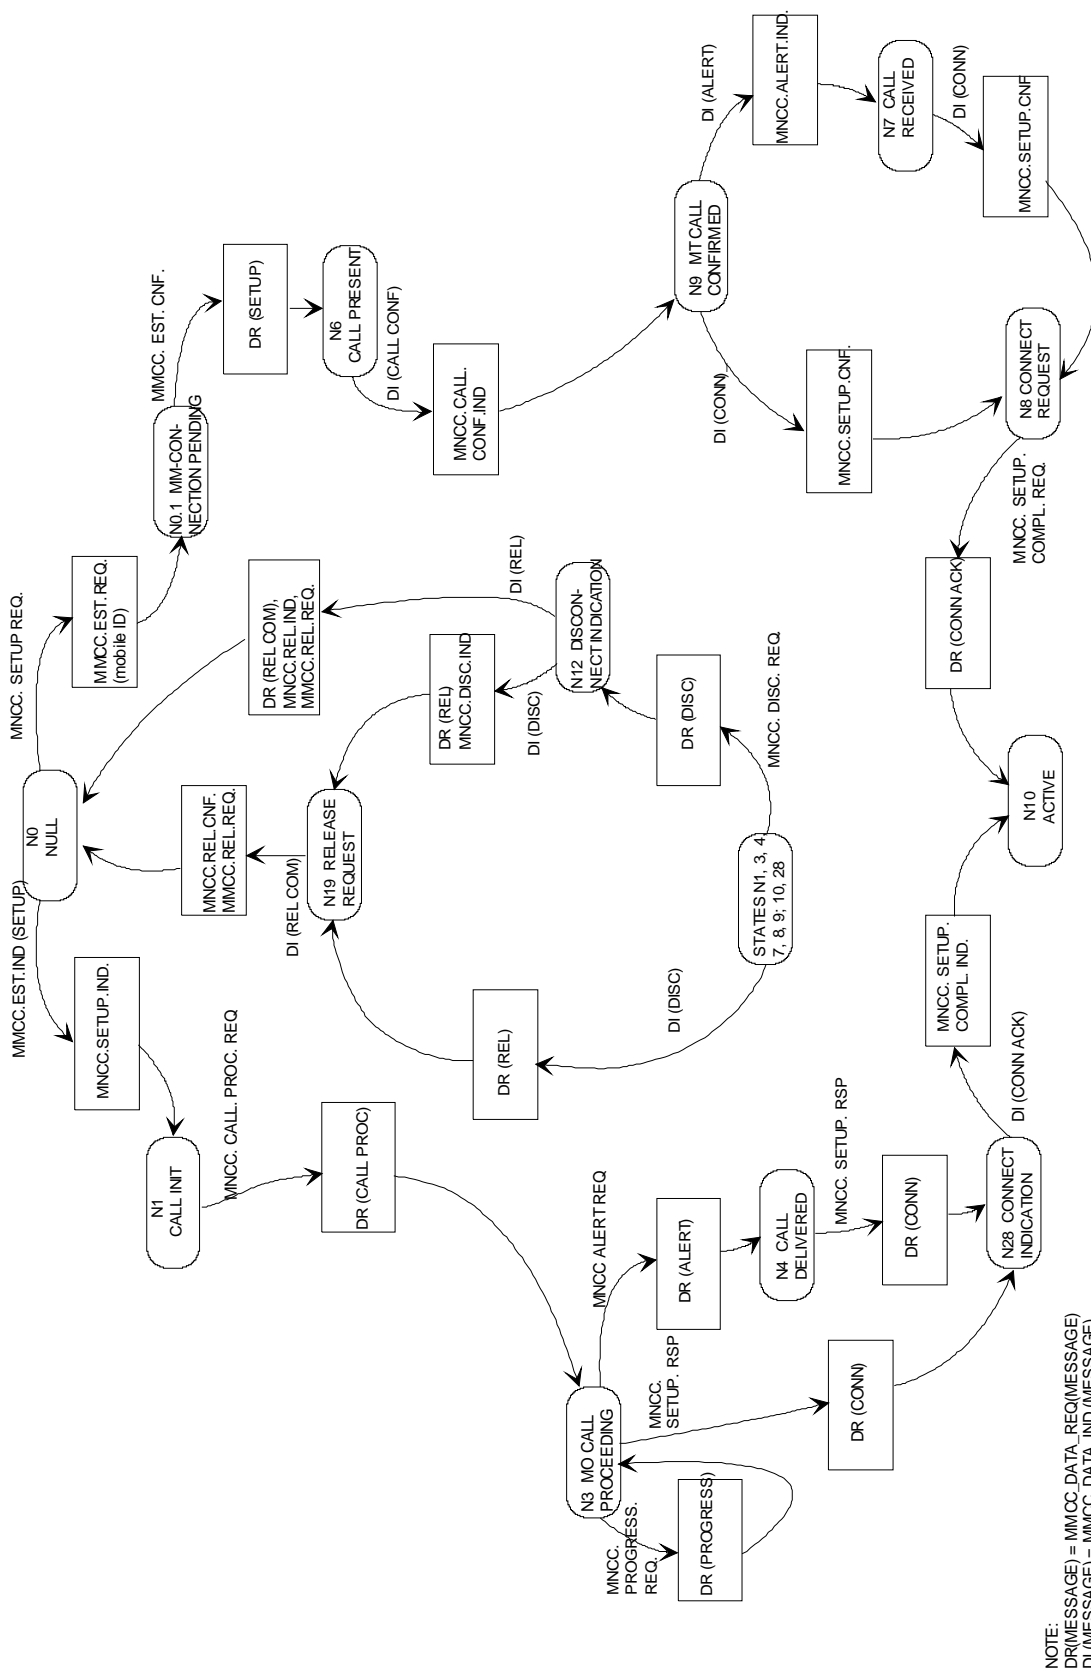 MMCC.EST.IND (SETUP)
N0
NULL
MNCC. SETUP REQ.
MNCC.SETUP.IND.
MMCC.EST.REQ.
(mobile ID)
N1
CALL INIT
N0.1 MM-CON-
NECTION PENDING
MMCC. EST. CNF.
MNCC.REL.CNF.
MMCC.REL.REQ.
MNCC. CALL. PROC. REQ
DR (SETUP)
DR (REL COM),
MNCC.REL.IND,
MMCC.REL.REQ.
DI (REL COM)
N19 RELEASE
REQUEST
DR (CALL PROC)
N6
CALL PRESENT
DI (CALL CONF)
DR (REL)
MNCC.DISC.IND
MNCC.CALL.
CONF.IND
DR (REL)
DI (DISC)
DI (REL)
N12 DISCON-
NECT INDICATION
N3 MO CALL
PROCEEDING
MNCC ALERT REQ
MNCC.
PROGRESS.
REQ.
MNCC.
SETUP. RSP
DR (ALERT)
DR (PROGRESS)
DI (DISC)
DR (DISC)
N9 MT CALL
CONFIRMED
DI (ALERT)
DI (CONN)
STATES N1, 3, 4,
7, 8, 9; 10, 28
MNCC. DISC. REQ.
MNCC.ALERT.IND.
N4 CALL
DELIVERED
MNCC. SETUP. RSP
DR (CONN)
MNCC.SETUP.CNF.
N7 CALL
RECEIVED
DR (CONN)
DI (CONN)
MNCC. SETUP.
COMPL. IND.
DR (CONN ACK)
MNCC.SETUP.CNF
N28 CONNECT
INDICATION
DI (CONN ACK)
N10
ACTIVE
N8 CONNECT
REQUEST
MNCC. SETUP.
COMPL. REQ.
NOTE:
DR(MESSAGE) = MMCC_DATA_REQ(MESSAGE)
DI (MESSAGE) = MMCC_DATA_IND (MESSAGE)